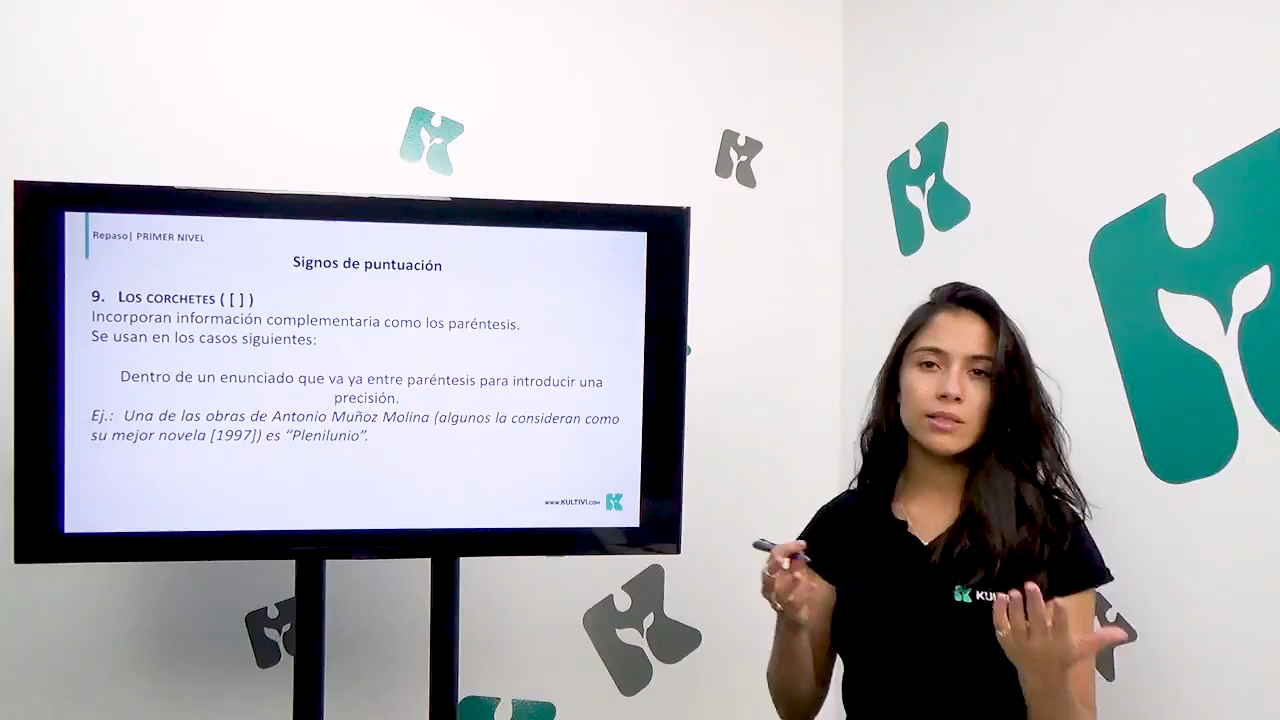 Repaso| PRIMER NIVEL
Signos de puntuación
9. LOS CORCHETES ( [ ] )
Incorporan información complementaria como los paréntesis.
Se usan en los casos siguientes:
Dentro de un enunciado que va ya entre paréntesis para introducir una
precisión.
Ej.: Una de las obras de Antonio Muñoz Molina (algunos la consideran como
su mejor novela [1997]) es “Plenilunio”.
www.KULTIVI.com